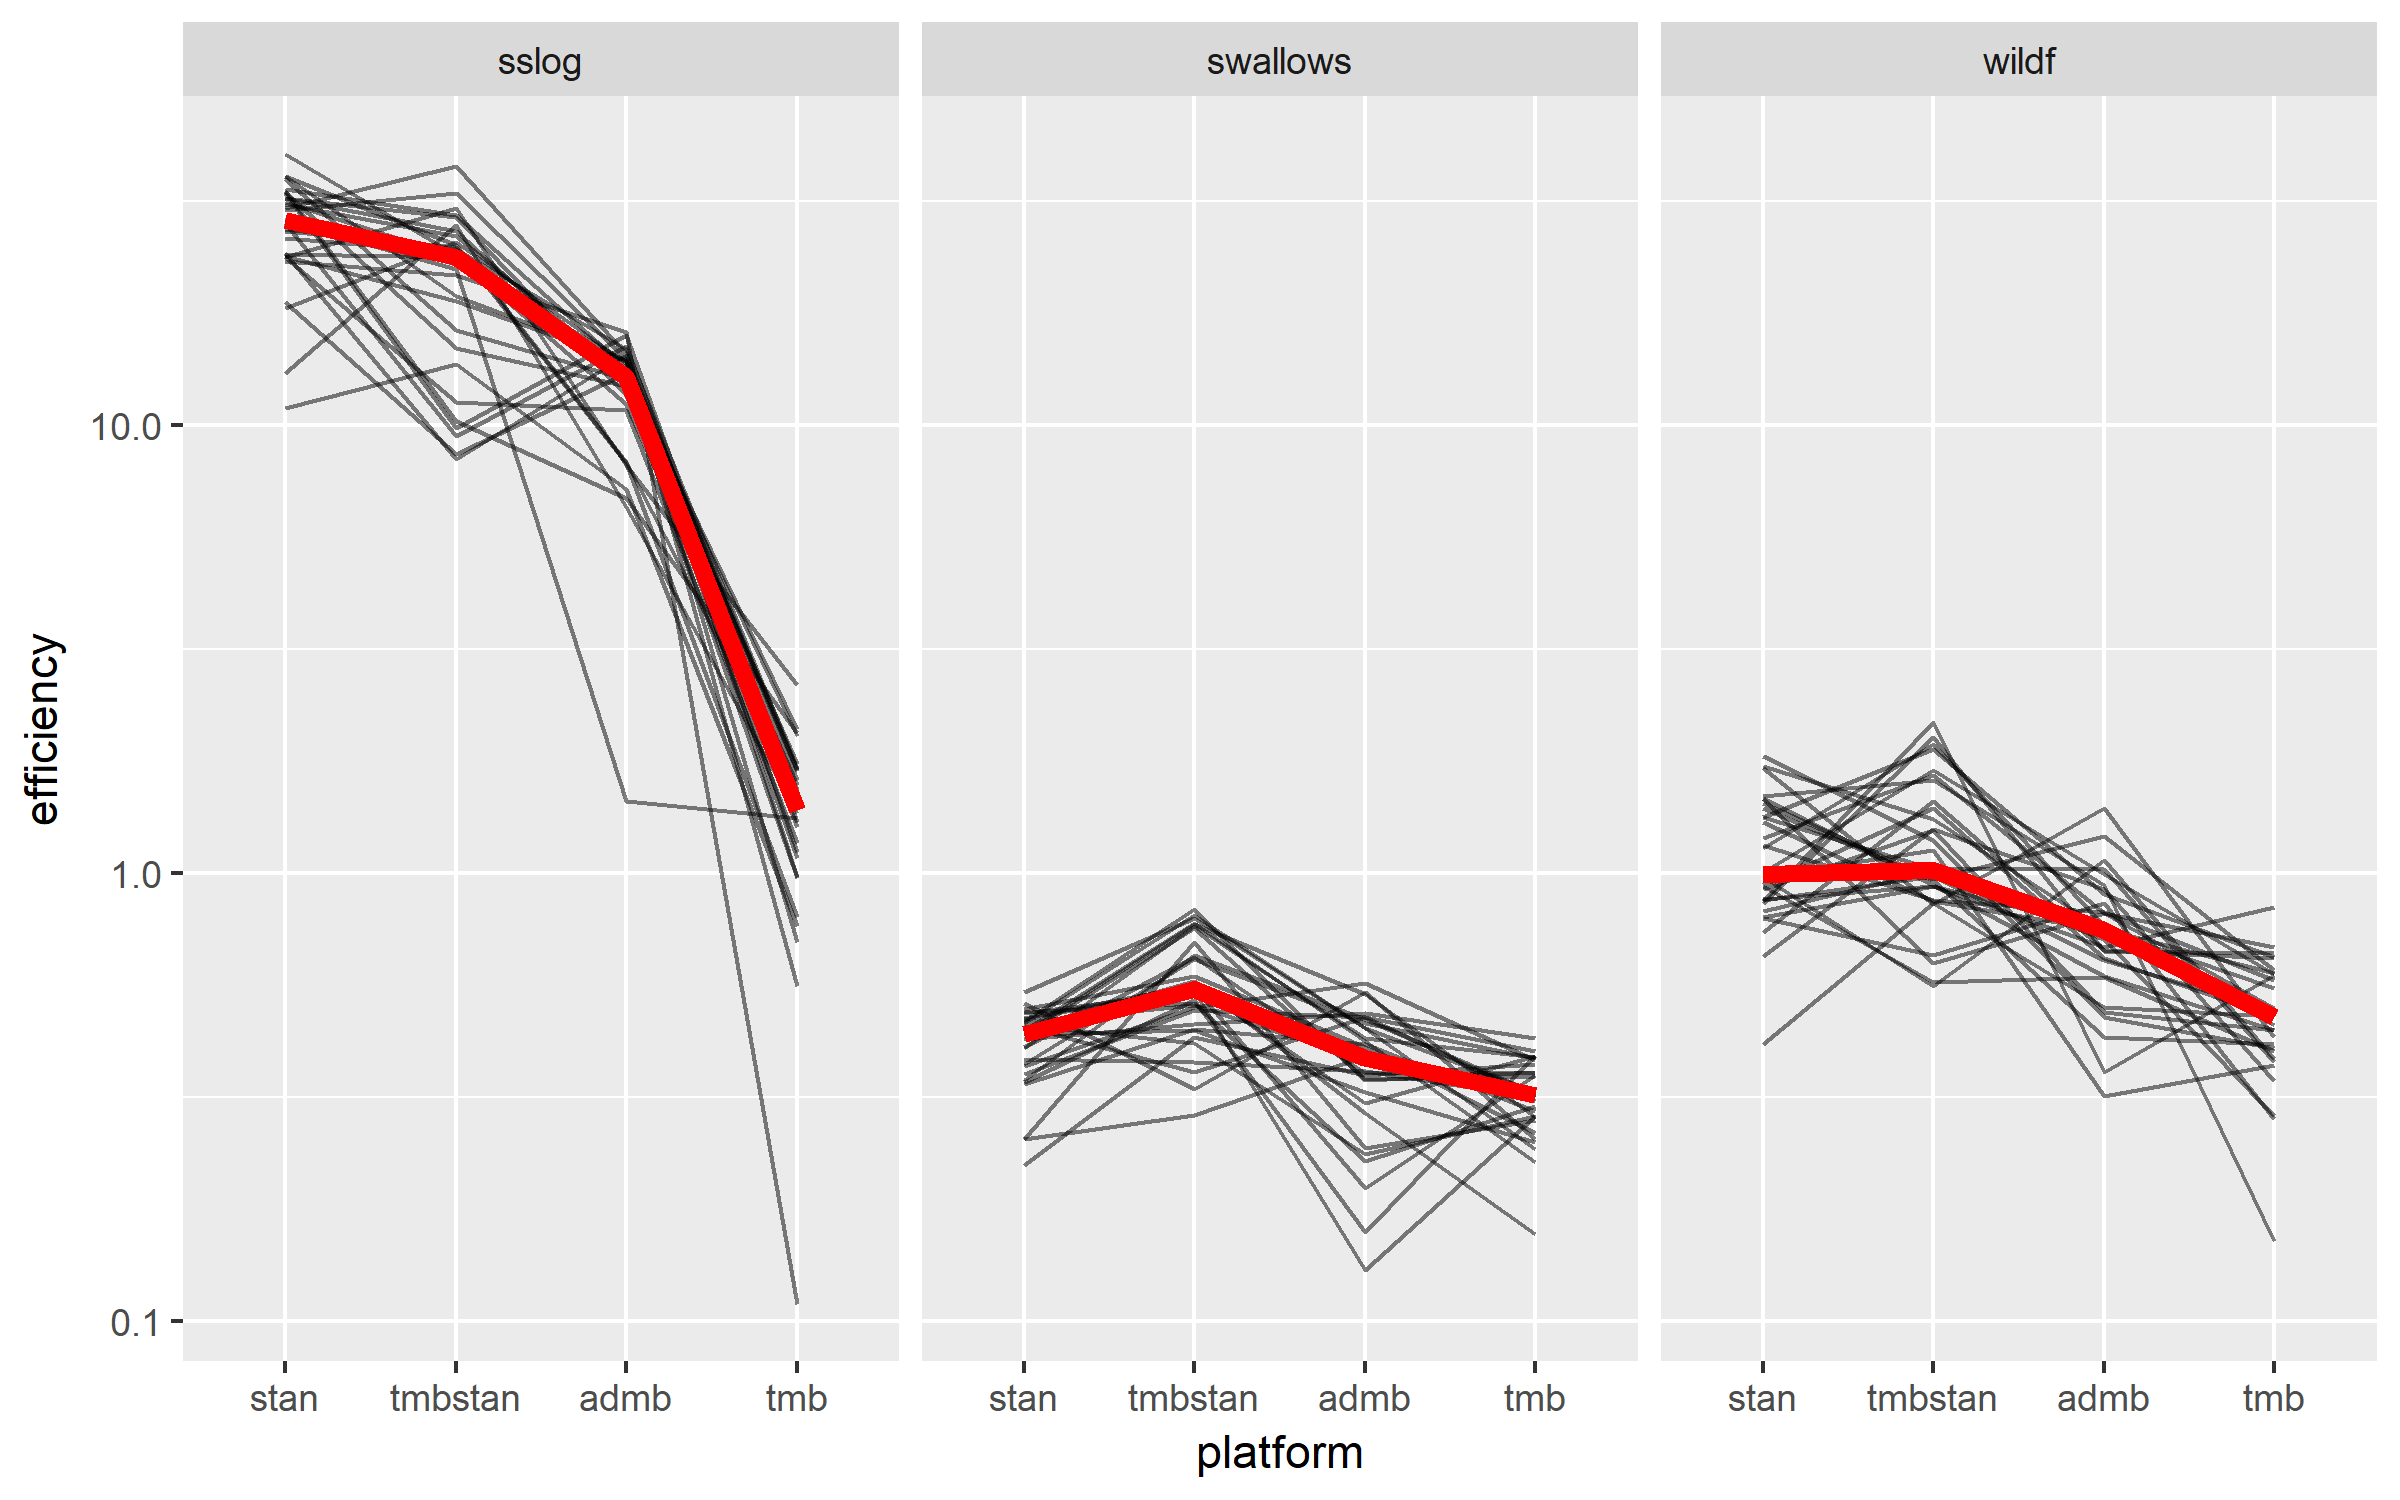 sslog swallows wildf
efficiency
10.0
1.0
0.1
stan tmbstan admb tmb stan tmbstan admb tmb stan tmbstan admb tmb
platform